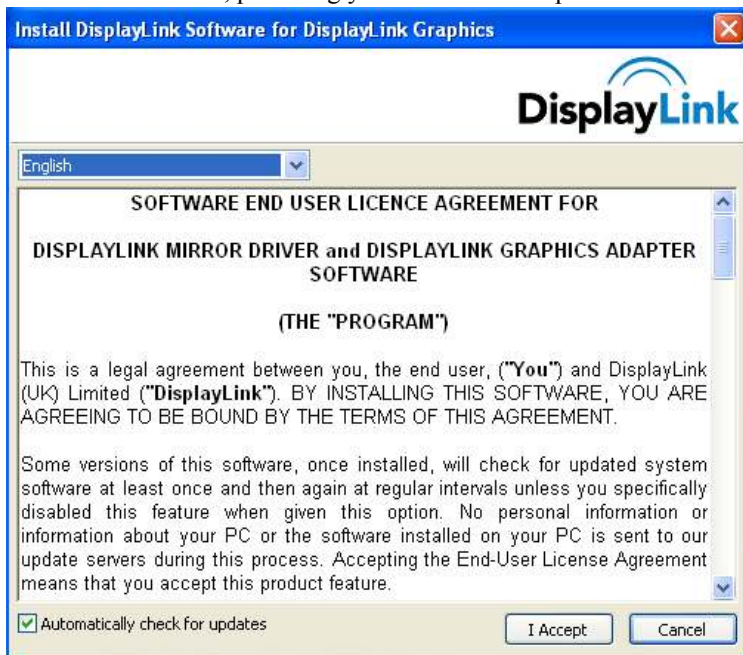 Install DisplayLink Software for DisplayLink Graphics
DisplayLink
English
SOFTWARE END USER LICENCE AGREEMENT FOR
DISPLAYLINK MIRROR DRIVER and DISPLAYLINK GRAPHICS ADAPTER
SOFTWARE
(THE "PROGRAM")
This is a legal agreement between you, the end user, ("You") and DisplayLink
(UK) Limited ("DisplayLink"). BY INSTALLING THIS SOFTWARE, YOU ARE
AGREEING TO BE BOUND BY THE TERMS OF THIS AGREEMENT.
Some versions of this software, once installed, will check for updated system
software at least once and then again at regular intervals unless you specifically
disabled this feature when given this option. No personal information or
information about your PC or the software installed on your PC is sent to our
update servers during this process. Accepting the End-User License Agreement
means that you accept this product feature.
Automatically check for updates
I Accept
Cancel